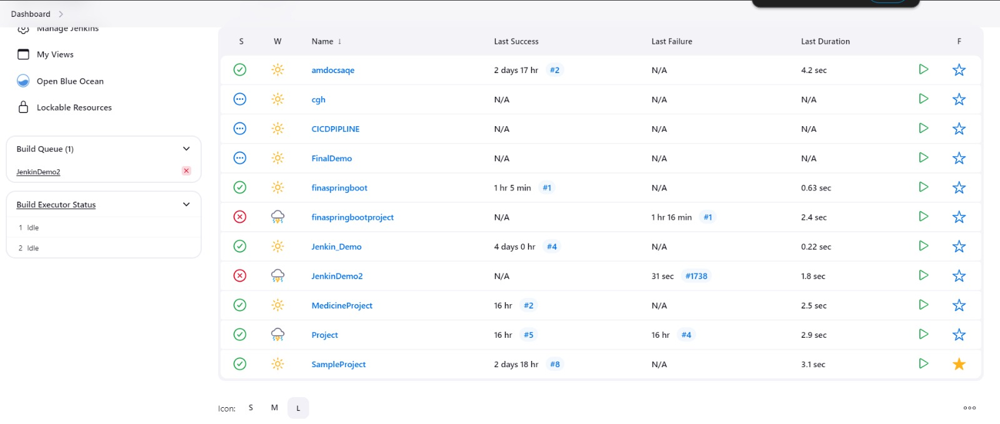 Dashboard
Manage Jenkins
My Views
Open Blue Ocean
Lockable Resources
Build Queue (1)
JenkinDemo2
Build Executor Status
1 Idle
2 Idle
S W Name ↓ Last Success Last Failure Last Duration F
amdocsaqe 2 days 17 hr #2 N/A 4.2 sec
cgh N/A N/A N/A
CICDPIPLINE N/A N/A N/A
FinalDemo N/A N/A N/A
finaspringboot 1 hr 5 min #1 N/A 0.63 sec
finaspringbootproject N/A 1 hr 16 min #1 2.4 sec
Jenkin_Demo 4 days 0 hr #4 N/A 0.22 sec
JenkinDemo2 N/A 31 sec #1738 1.8 sec
MedicineProject 16 hr #2 N/A 2.5 sec
Project 16 hr #5 16 hr #4 2.9 sec
SampleProject 2 days 18 hr #8 N/A 3.1 sec
Icon: S M L